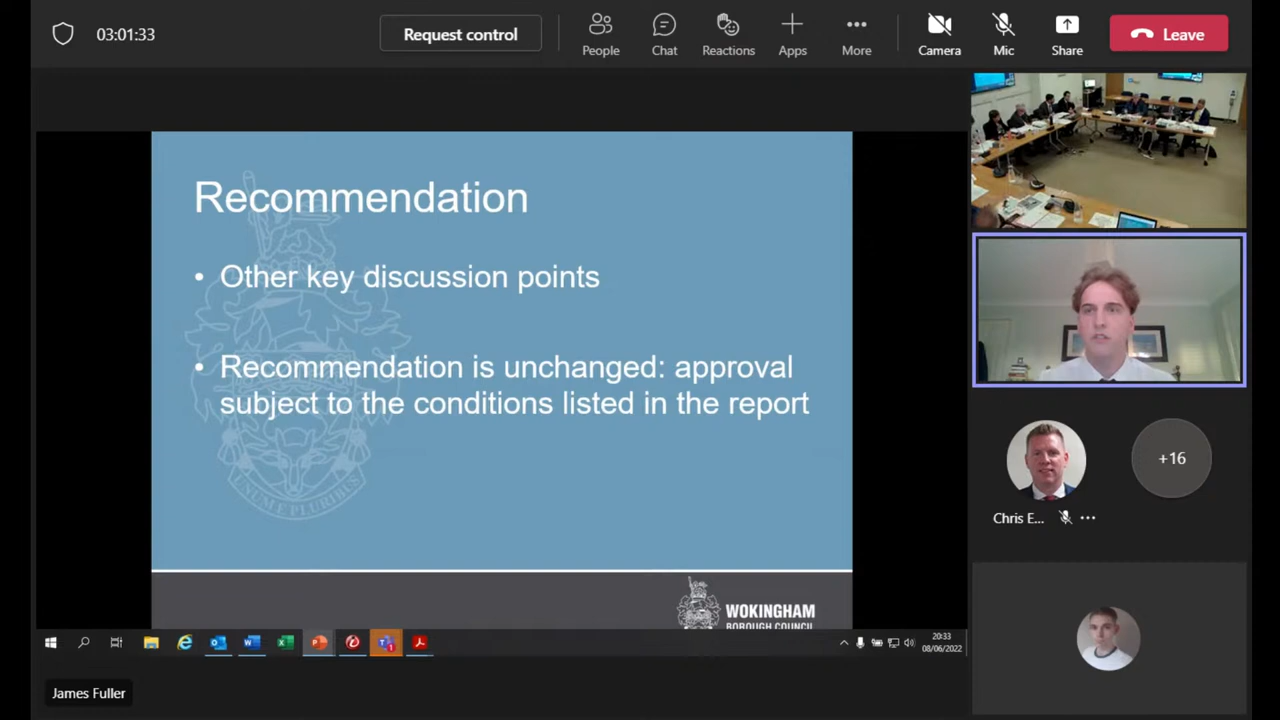 03:01:33
Request control
People
Chat
Reactions
Apps
More
Camera
Mic
Share
Leave
Recommendation
• Other key discussion points
• Recommendation is unchanged: approval
subject to the conditions listed in the report
UNUM E PLURIBUS
WOKINGHAM
BOROUGH COUNCIL
Chris E...
+16
20:33
08/06/2022
James Fuller